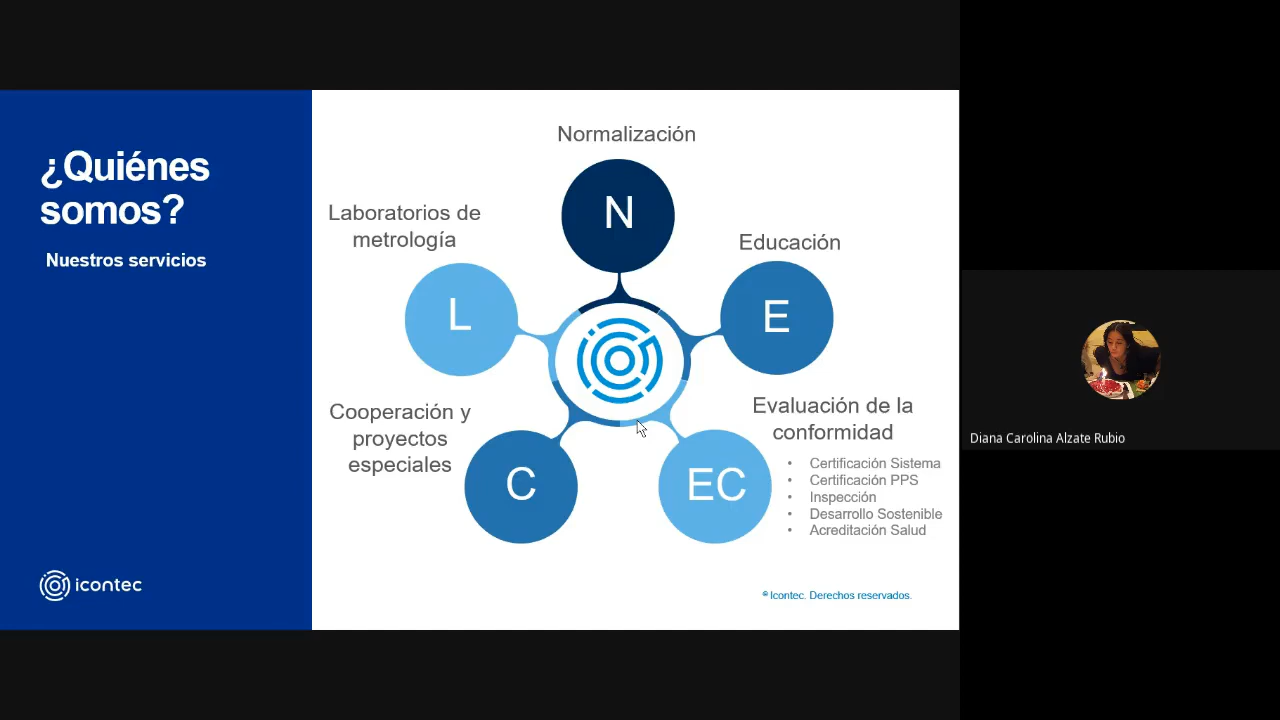 ¿Quiénes
somos?
Nuestros servicios
icontec
Normalización
N
Laboratorios de
metrología
L
Educación
E
Cooperación y
proyectos
especiales
C
Evaluación de la
conformidad
EC
• Certificación Sistema
• Certificación PPS
• Inspección
• Desarrollo Sostenible
• Acreditación Salud
© Icontec. Derechos reservados.
Diana Carolina Alzate Rubio